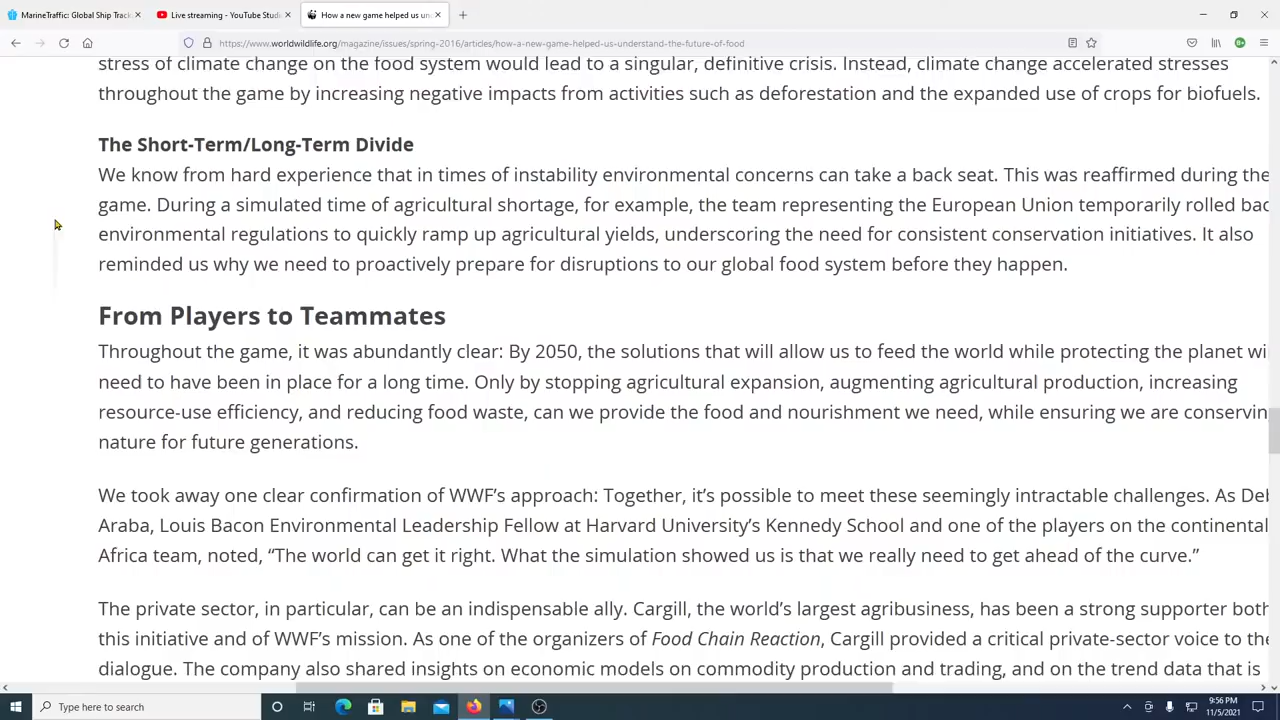 MarineTraffic: Global Ship Track
Live streaming - YouTube Studi
How a new game helped us un
https://www.worldwildlife.org/magazine/issues/spring-2016/articles/how-a-new-game-helped-us-understand-the-future-of-food
stress of climate change on the food system would lead to a singular, definitive crisis. Instead, climate change accelerated stresses
throughout the game by increasing negative impacts from activities such as deforestation and the expanded use of crops for biofuels.
The Short-Term/Long-Term Divide
We know from hard experience that in times of instability environmental concerns can take a back seat. This was reaffirmed during the
game. During a simulated time of agricultural shortage, for example, the team representing the European Union temporarily rolled bac
environmental regulations to quickly ramp up agricultural yields, underscoring the need for consistent conservation initiatives. It also
reminded us why we need to proactively prepare for disruptions to our global food system before they happen.
From Players to Teammates
Throughout the game, it was abundantly clear: By 2050, the solutions that will allow us to feed the world while protecting the planet wi
need to have been in place for a long time. Only by stopping agricultural expansion, augmenting agricultural production, increasing
resource-use efficiency, and reducing food waste, can we provide the food and nourishment we need, while ensuring we are conservin
nature for future generations.
We took away one clear confirmation of WWF’s approach: Together, it’s possible to meet these seemingly intractable challenges. As Deb
Araba, Louis Bacon Environmental Leadership Fellow at Harvard University’s Kennedy School and one of the players on the continental
Africa team, noted, “The world can get it right. What the simulation showed us is that we really need to get ahead of the curve.”
The private sector, in particular, can be an indispensable ally. Cargill, the world’s largest agribusiness, has been a strong supporter both
this initiative and of WWF’s mission. As one of the organizers of Food Chain Reaction, Cargill provided a critical private-sector voice to the
dialogue. The company also shared insights on economic models on commodity production and trading, and on the trend data that is
Type here to search
9:56 PM
11/5/2021